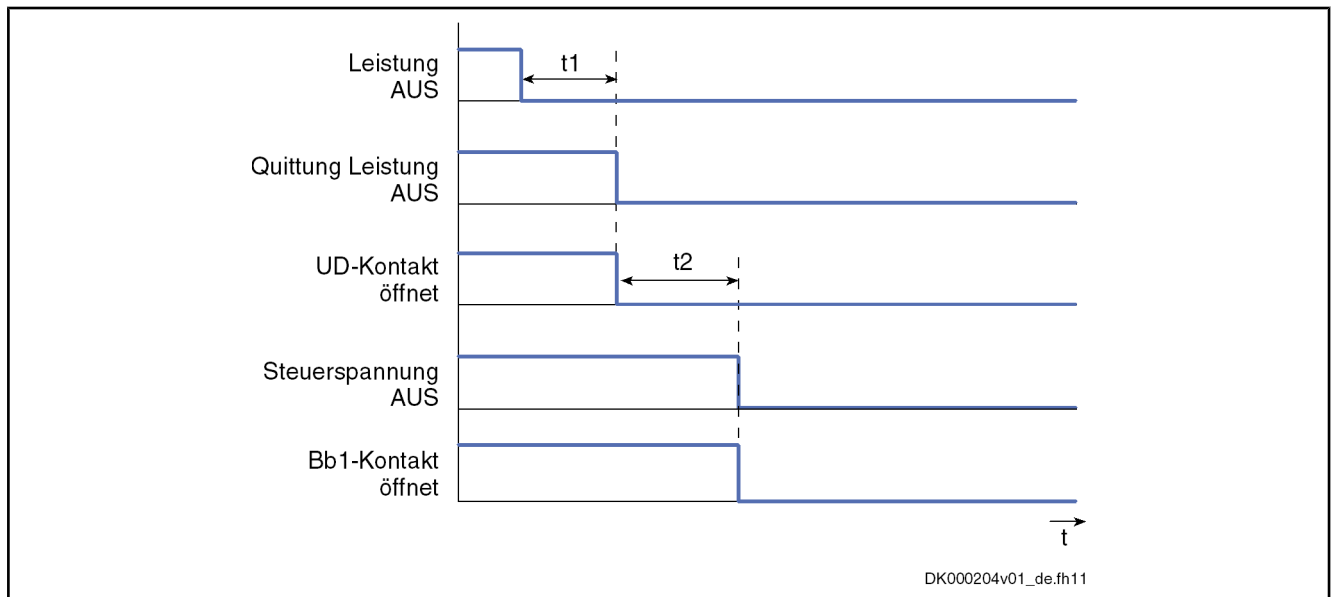 Leistung
AUS
t1
Quittung Leistung
AUS
UD-Kontakt
öffnet
t2
Steuerspannung
AUS
Bb1-Kontakt
öffnet
t
DK000204v01_de.fh11